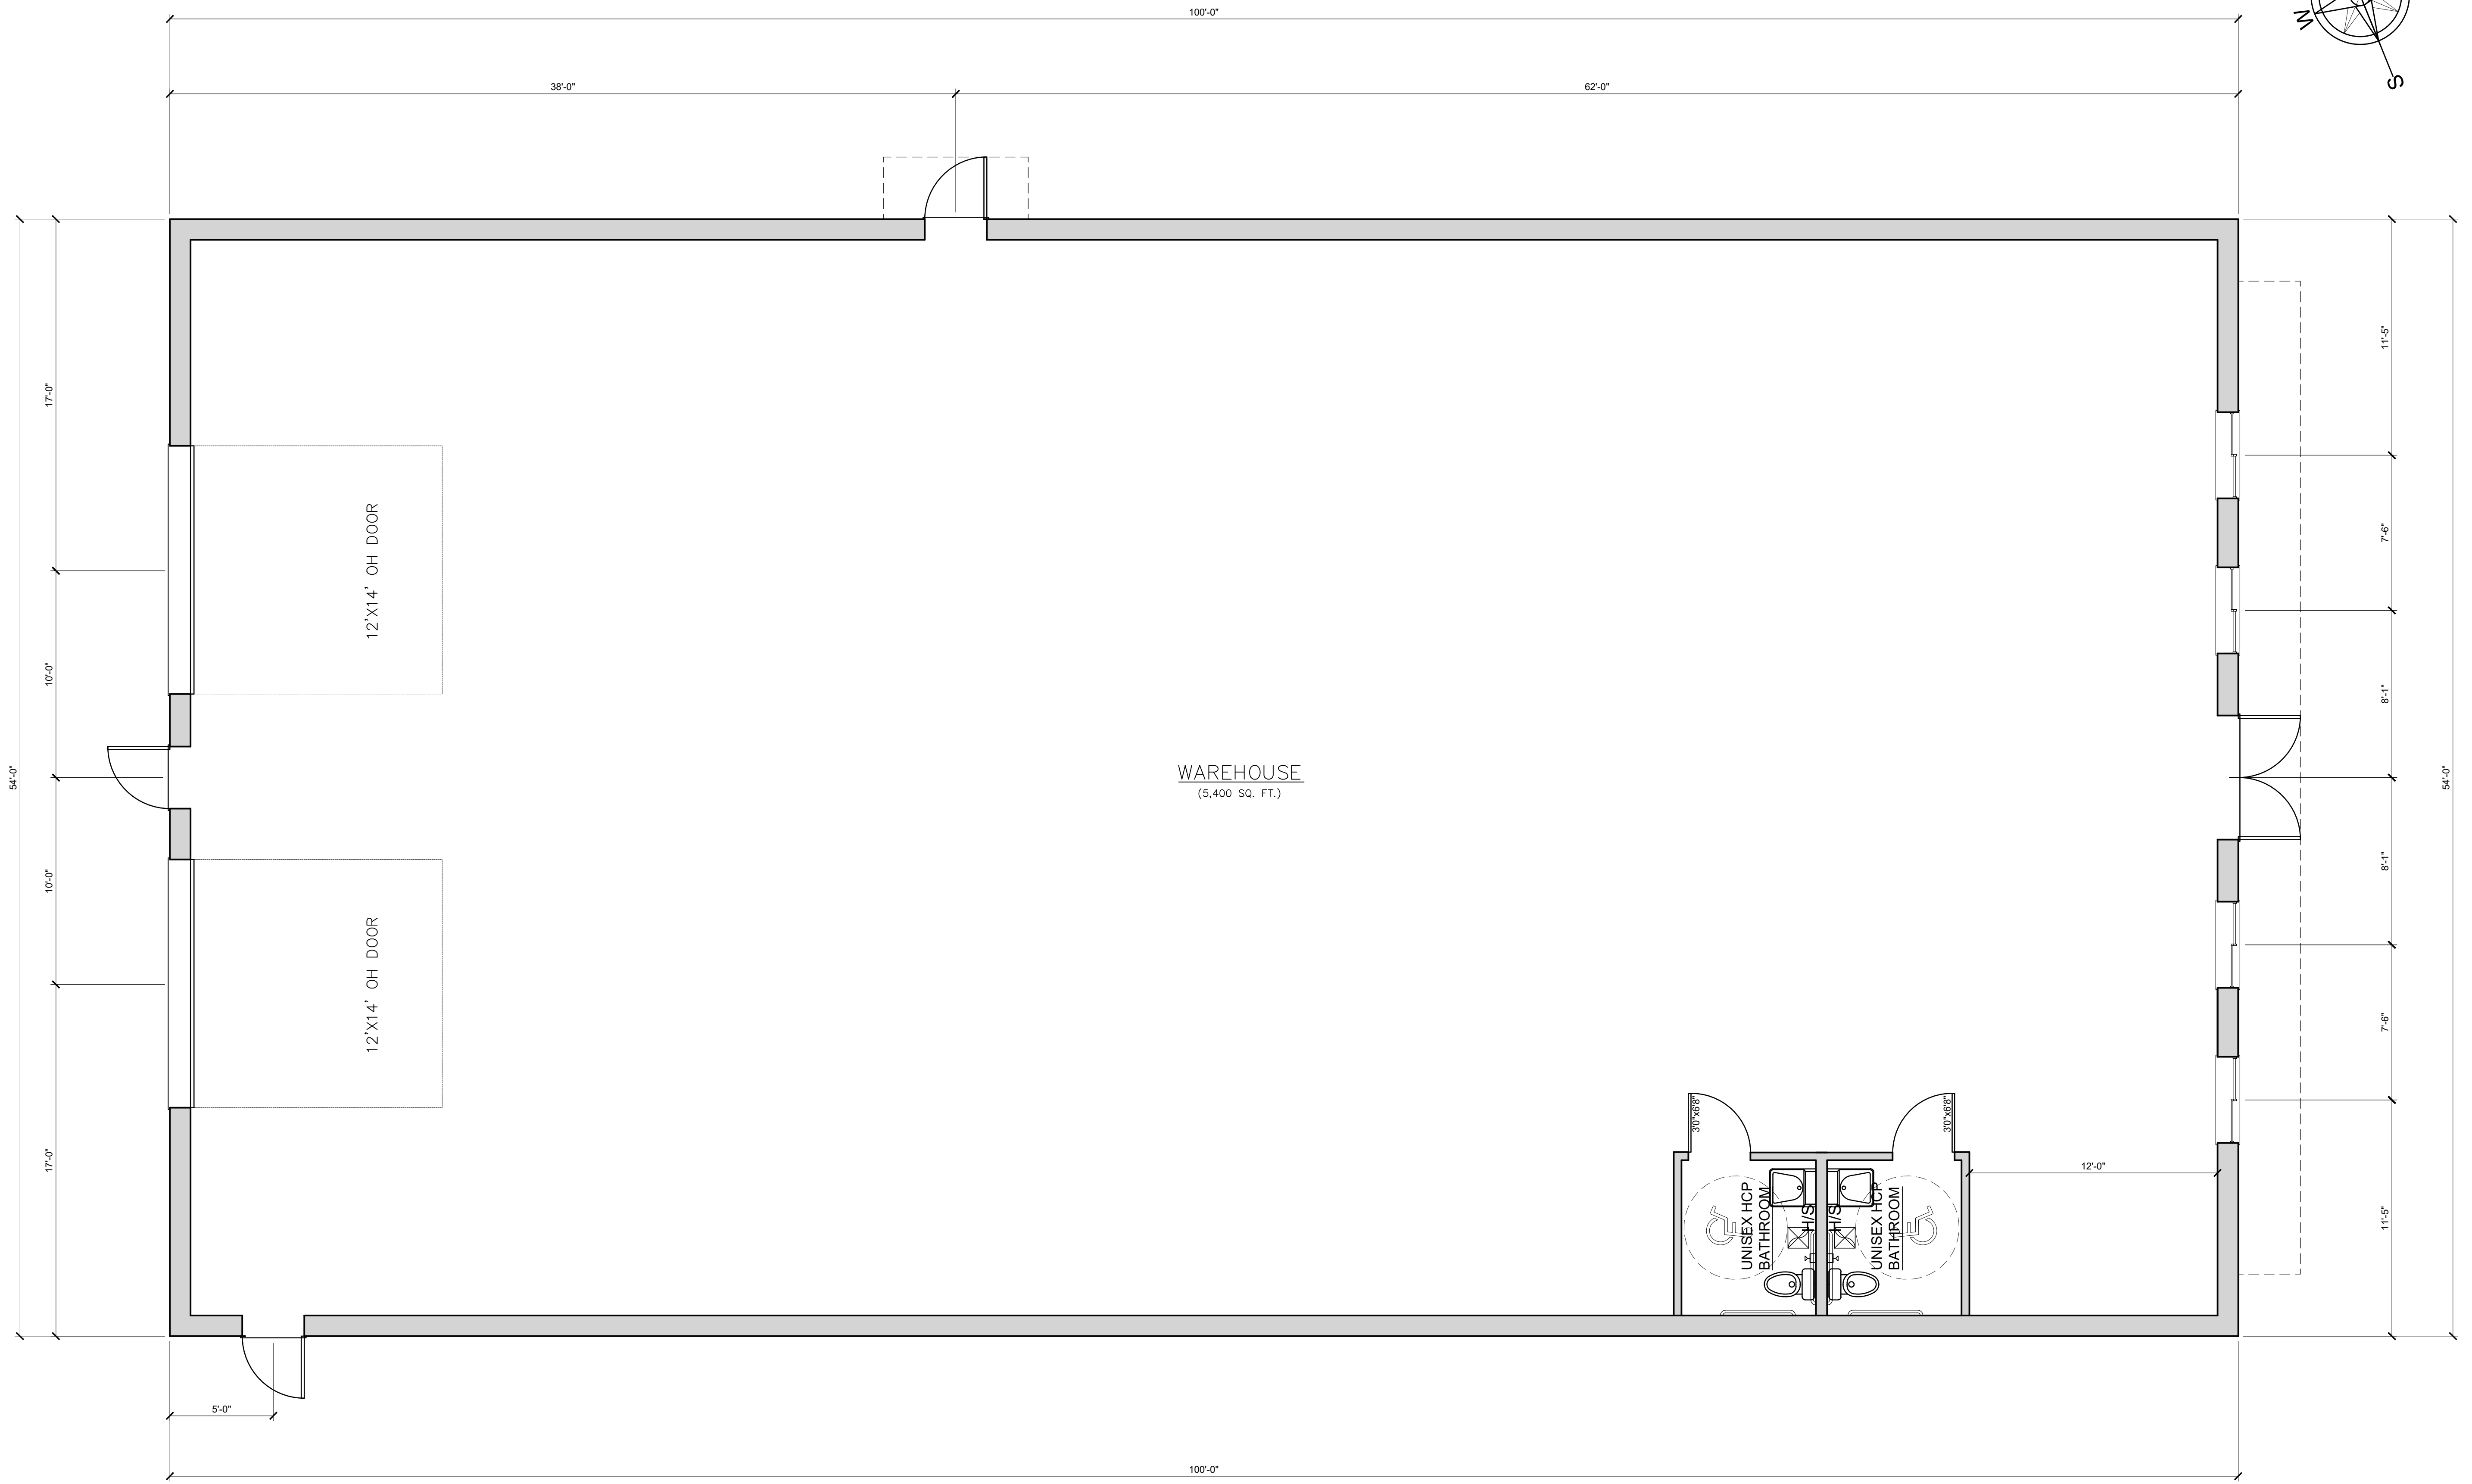 100'-0"
W
S
38'-0"
62'-0"
17'-0"
10'-0"
54'-0"
10'-0"
17'-0"
12'X14' OH DOOR
12'X14' OH DOOR
WAREHOUSE
(5,400 SQ. FT.)
11'-5"
7'-6"
8'-1"
54'-0"
8'-1"
7'-6"
11'-5"
3'0"x6'8"
3'0"x6'8"
12'-0"
UNISEX HCP
BATHROOM
H/S
H/S
UNISEX HCP
BATHROOM
5'-0"
100'-0"